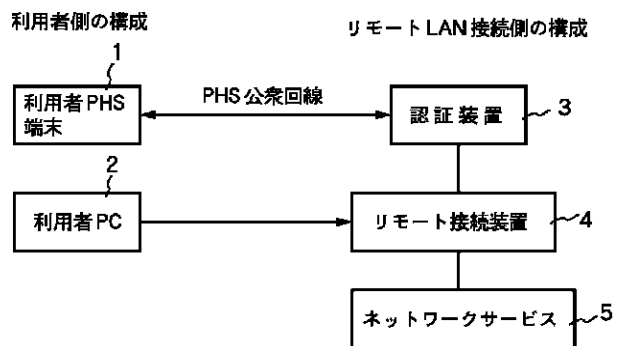 利用者側の構成
リモートLAN接続側の構成
1
利用者PHS
端末
PHS公衆回線
認証装置
3
2
利用者PC
リモート接続装置
4
ネットワークサービス
5